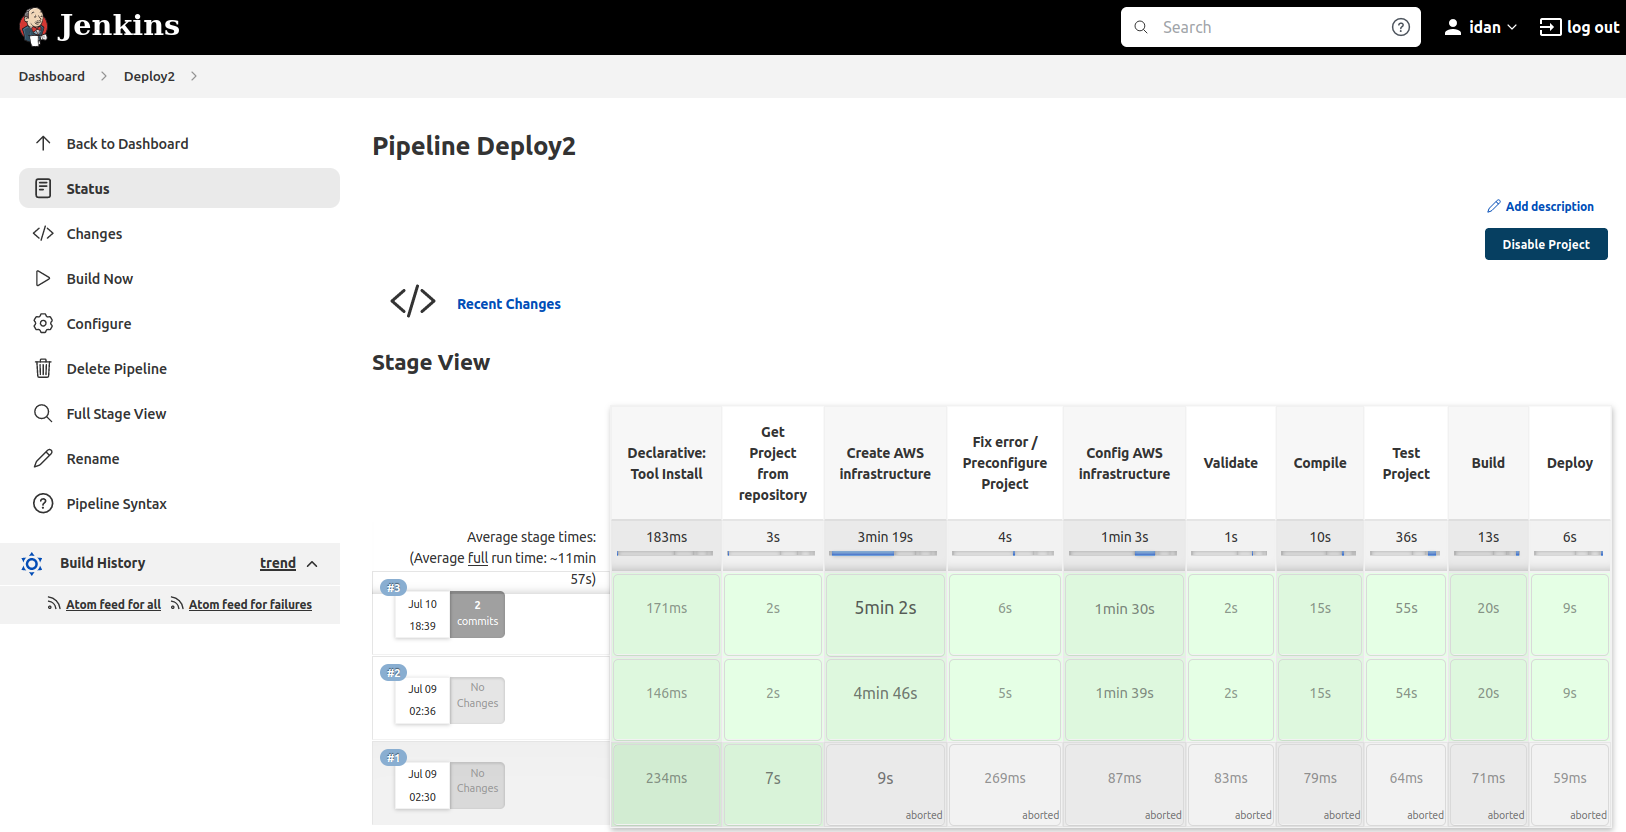 Jenkins
Search
idan
log out
Dashboard
Deploy2
Back to Dashboard
Status
Changes
Build Now
Configure
Delete Pipeline
Full Stage View
Rename
Pipeline Syntax
Build History
trend
Atom feed for all
Atom feed for failures
Pipeline Deploy2
Add description
Disable Project
Recent Changes
Stage View
Declarative:
Tool Install
Get
Project
from
repository
Create AWS
infrastructure
Fix error /
Preconfigure
Project
Config AWS
infrastructure
Validate
Compile
Test
Project
Build
Deploy
Average stage times:
(Average full run time: ~11min
57s)
183ms
3s
3min 19s
4s
1min 3s
1s
10s
36s
13s
6s
#3
Jul 10
18:39
2
commits
171ms
2s
5min 2s
6s
1min 30s
2s
15s
55s
20s
9s
#2
Jul 09
02:36
No
Changes
146ms
2s
4min 46s
5s
1min 39s
2s
15s
54s
20s
9s
#1
Jul 09
02:30
No
Changes
234ms
7s
9s
aborted
269ms
aborted
87ms
aborted
83ms
aborted
79ms
aborted
64ms
aborted
71ms
aborted
59ms
aborted